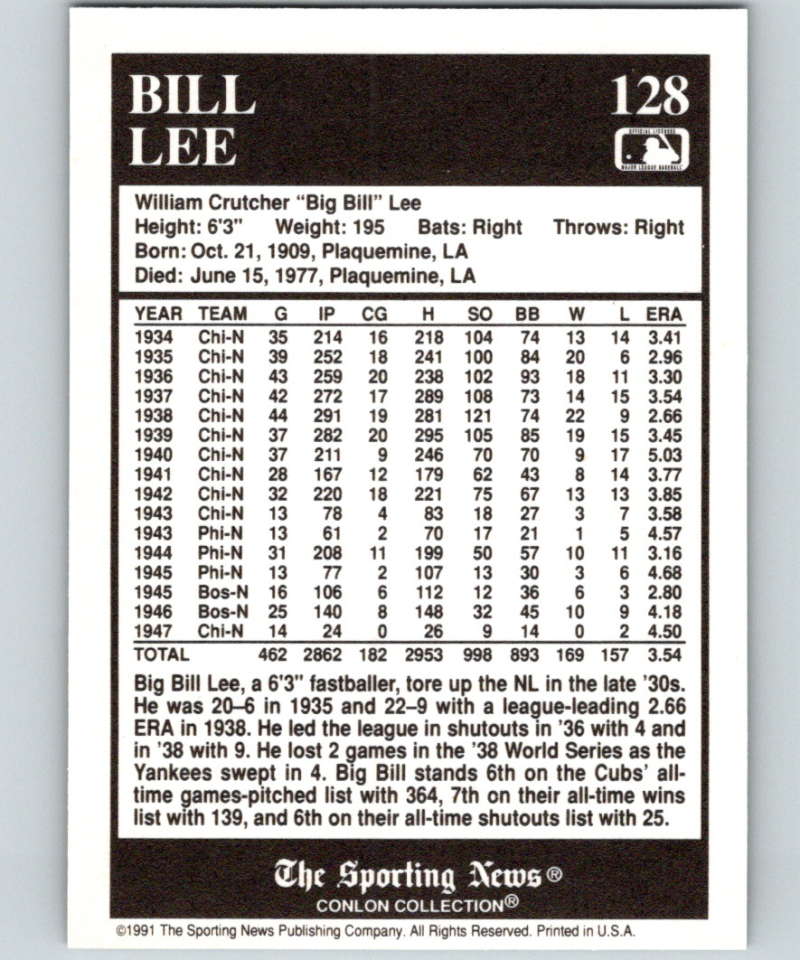 BILL
LEE
128
OFFICIAL LICENSEE
MAJOR LEAGUE BASEBALL
William Crutcher “Big Bill” Lee
Height: 6'3" Weight: 195 Bats: Right Throws: Right
Born: Oct. 21, 1909, Plaquemine, LA
Died: June 15, 1977, Plaquemine, LA
YEAR TEAM G IP CG H SO BB W L ERA
1934 Chi-N 35 214 16 218 104 74 13 14 3.41
1935 Chi-N 39 252 18 241 100 84 20 6 2.96
1936 Chi-N 43 259 20 238 102 93 18 11 3.30
1937 Chi-N 42 272 17 289 108 73 14 15 3.54
1938 Chi-N 44 291 19 281 121 74 22 9 2.66
1939 Chi-N 37 282 20 295 105 85 19 15 3.45
1940 Chi-N 37 211 9 246 70 70 9 17 5.03
1941 Chi-N 28 167 12 179 62 43 8 14 3.77
1942 Chi-N 32 220 18 221 75 67 13 13 3.85
1943 Chi-N 13 78 4 83 18 27 3 7 3.58
1943 Phi-N 13 61 2 70 17 21 1 5 4.57
1944 Phi-N 31 208 11 199 50 57 10 11 3.16
1945 Phi-N 13 77 2 107 13 30 3 6 4.68
1945 Bos-N 16 106 6 112 12 36 6 3 2.80
1946 Bos-N 25 140 8 148 32 45 10 9 4.18
1947 Chi-N 14 24 0 26 9 14 0 2 4.50
TOTAL 462 2862 182 2953 998 893 169 157 3.54
Big Bill Lee, a 6'3" fastballer, tore up the NL in the late '30s.
He was 20–6 in 1935 and 22–9 with a league-leading 2.66
ERA in 1938. He led the league in shutouts in '36 with 4 and
in '38 with 9. He lost 2 games in the '38 World Series as the
Yankees swept in 4. Big Bill stands 6th on the Cubs' all-
time games-pitched list with 364, 7th on their all-time wins
list with 139, and 6th on their all-time shutouts list with 25.
The Sporting News®
CONLON COLLECTION®
©1991 The Sporting News Publishing Company. All Rights Reserved. Printed in U.S.A.